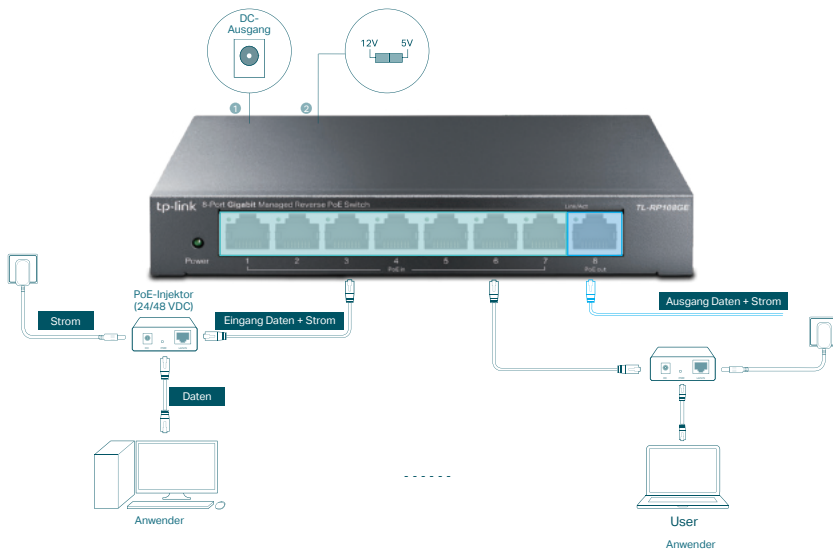 DC-
Ausgang
12V 5V
1
2
tp-link 8-Port Gigabit Managed Reverse PoE Switch
Link/Act
TL-RP108GE
Power
1 2 3 4 5 6 7 8
PoE in
PoE out
PoE-Injektor
(24/48 VDC)
Strom
Eingang Daten + Strom
Ausgang Daten + Strom
Daten
Anwender
User
Anwender